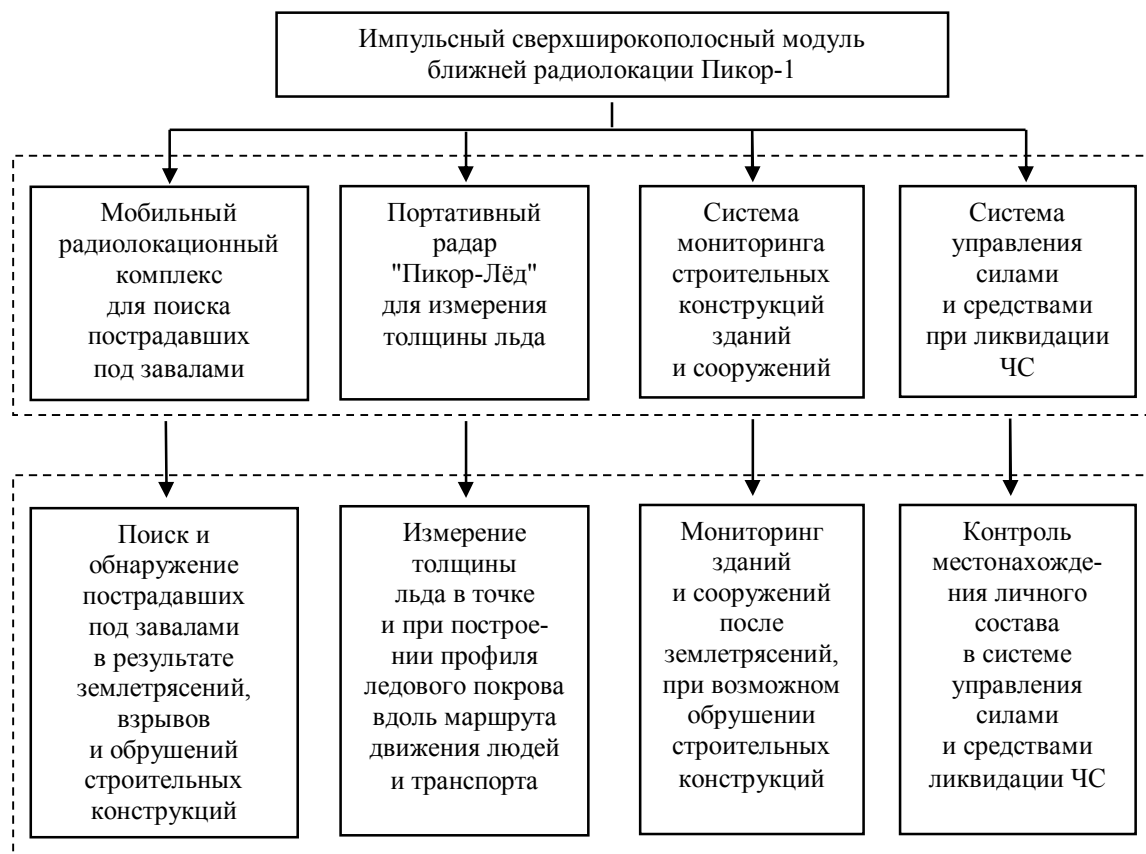 Импульсный сверхширокополосный модуль
ближней радиолокации Пикор-1
Мобильный
радиолокационный
комплекс
для поиска
пострадавших
под завалами
Портативный
радар
"Пикор-Лёд"
для измерения
толщины льда
Система
мониторинга
строительных
конструкций
зданий
и сооружений
Система
управления
силами
и средствами
при ликвидации
ЧС
Поиск и
обнаружение
пострадавших
под завалами
в результате
землетрясений,
взрывов
и обрушений
строительных
конструкций
Измерение
толщины
льда в точке
и при построе-
нии профиля
ледового покрова
вдоль маршрута
движения людей
и транспорта
Мониторинг
зданий
и сооружений
после
землетрясений,
при возможном
обрушении
строительных
конструкций
Контроль
местонахожде-
ния личного
состава
в системе
управления
силами
и средствами
ликвидации ЧС